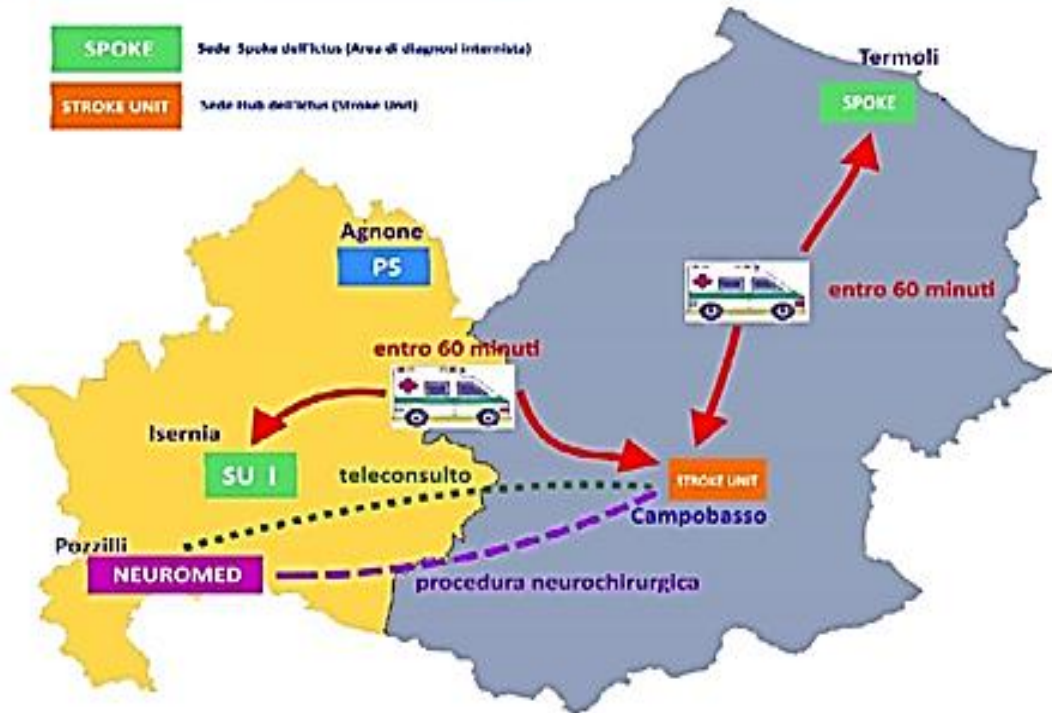 SPOKE
Sede Spoke dell'Ictus (Area di diagnosi internista)
STROKE UNIT
Sede Hub dell'Ictus (Stroke Unit)
Termoli
SPOKE
Agnone
PS
entro 60 minuti
entro 60 minuti
Isernia
SU I
teleconsulto
STROKE UNIT
Campobasso
Pozzilli
NEUROMED
procedura neurochirurgica